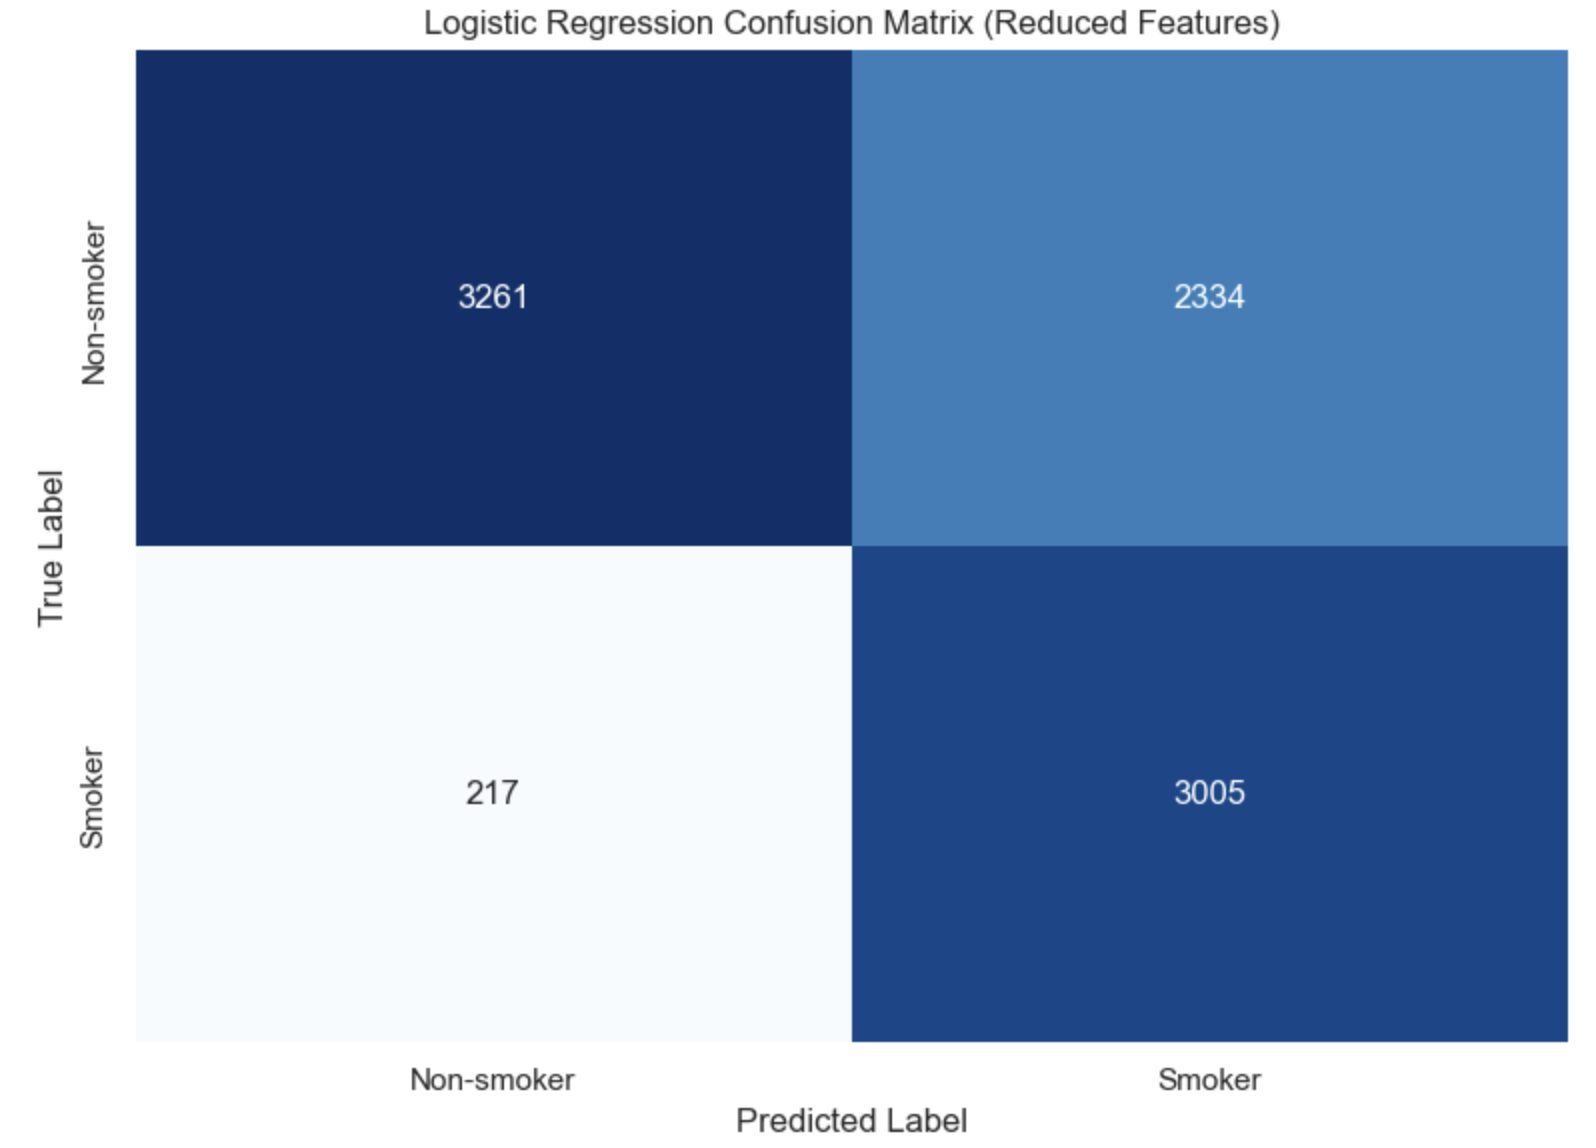 Logistic Regression Confusion Matrix (Reduced Features)
True Label
Non-smoker
3261
2334
Smoker
217
3005
Non-smoker
Smoker
Predicted Label